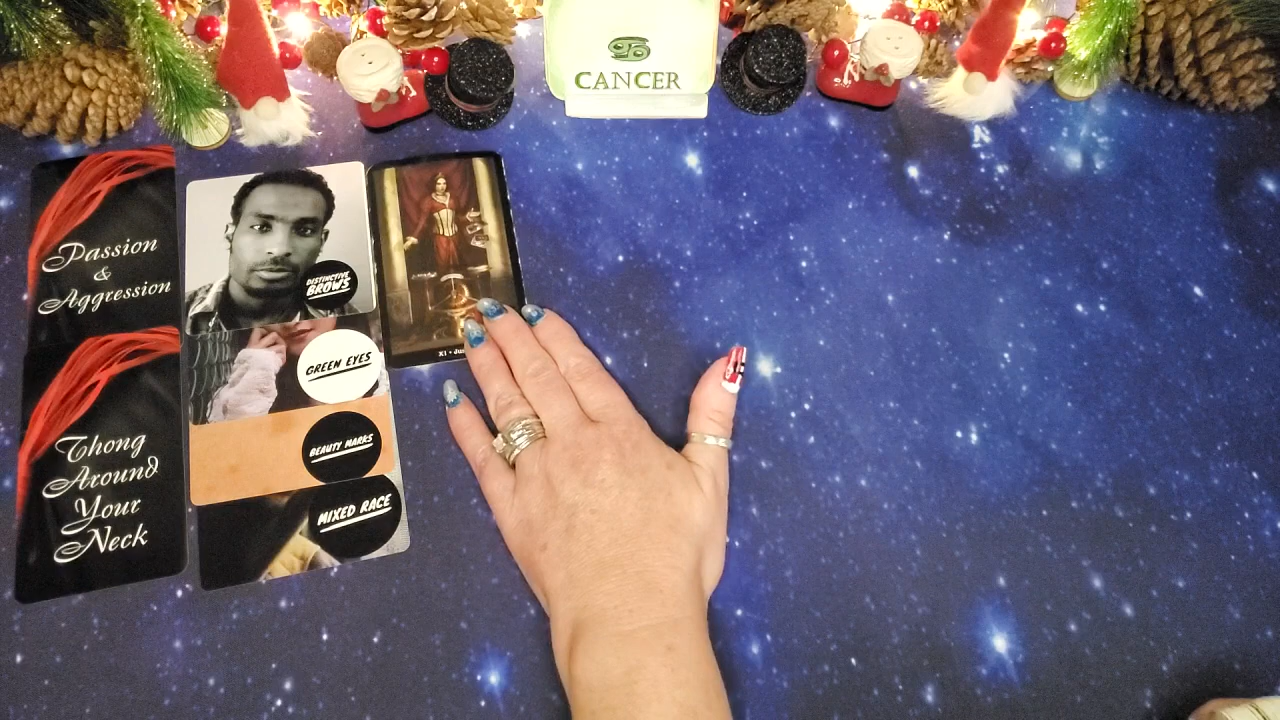 CANCER
Passion
&
Aggression
Thong
Around
Your
Neck
DISTINCTIVE
BROWS
GREEN EYES
BEAUTY MARKS
MIXED RACE
XI